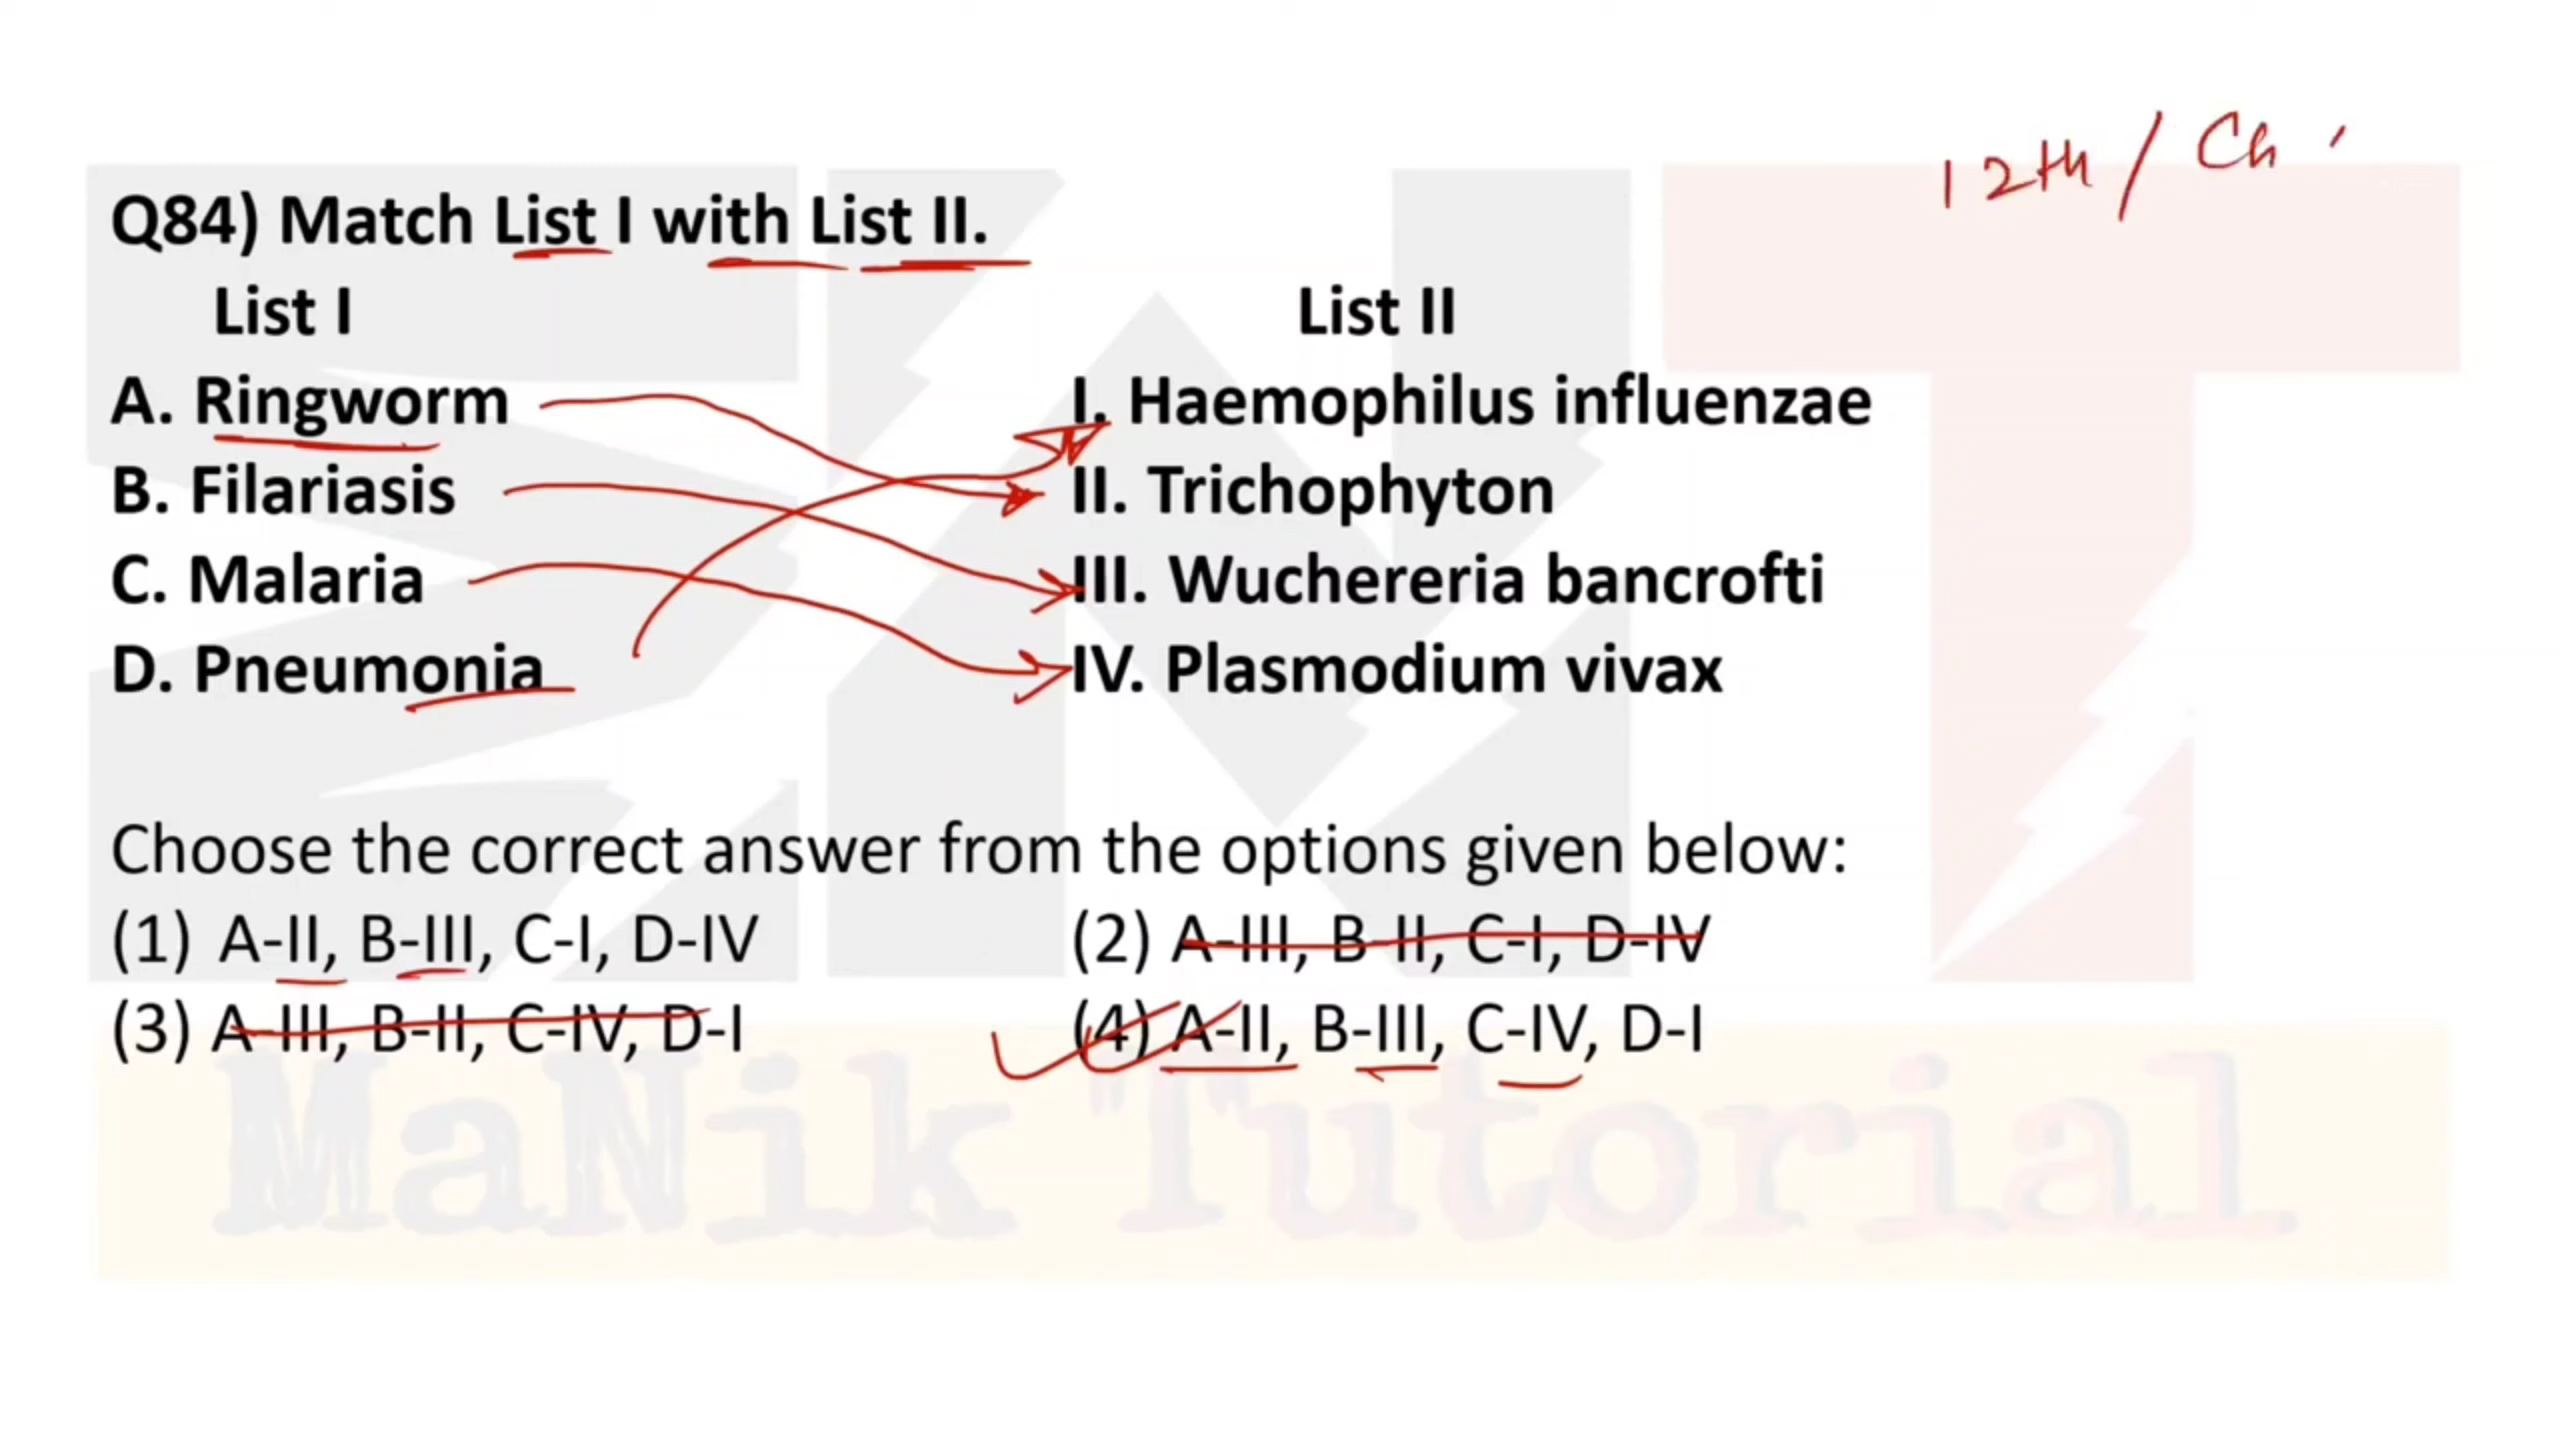 12th / Ch
Q84) Match List I with List II.
List I List II
A. Ringworm I. Haemophilus influenzae
B. Filariasis II. Trichophyton
C. Malaria III. Wuchereria bancrofti
D. Pneumonia IV. Plasmodium vivax
Choose the correct answer from the options given below:
(1) A-II, B-III, C-I, D-IV (2) A-III, B-II, C-I, D-IV
(3) A-III, B-II, C-IV, D-I (4) A-II, B-III, C-IV, D-I
MaNik Tutorial